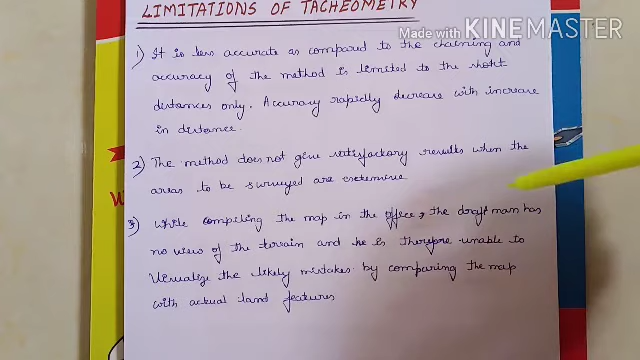 LIMITATIONS OF TACHEOMETRY
Made with KINEMASTER
1) It is less accurate as compared to the chaining and
accuracy of the method is limited to the short
distances only. Accuracy rapidly decrease with increase
in distance.
2) The method does not give satisfactory results when the
areas to be surveyed are
3) While compiling the map in the office, the draft man has
no view of the terrain and he is therefore unable to
Visualize the likely mistakes by comparing the map
with actual land features